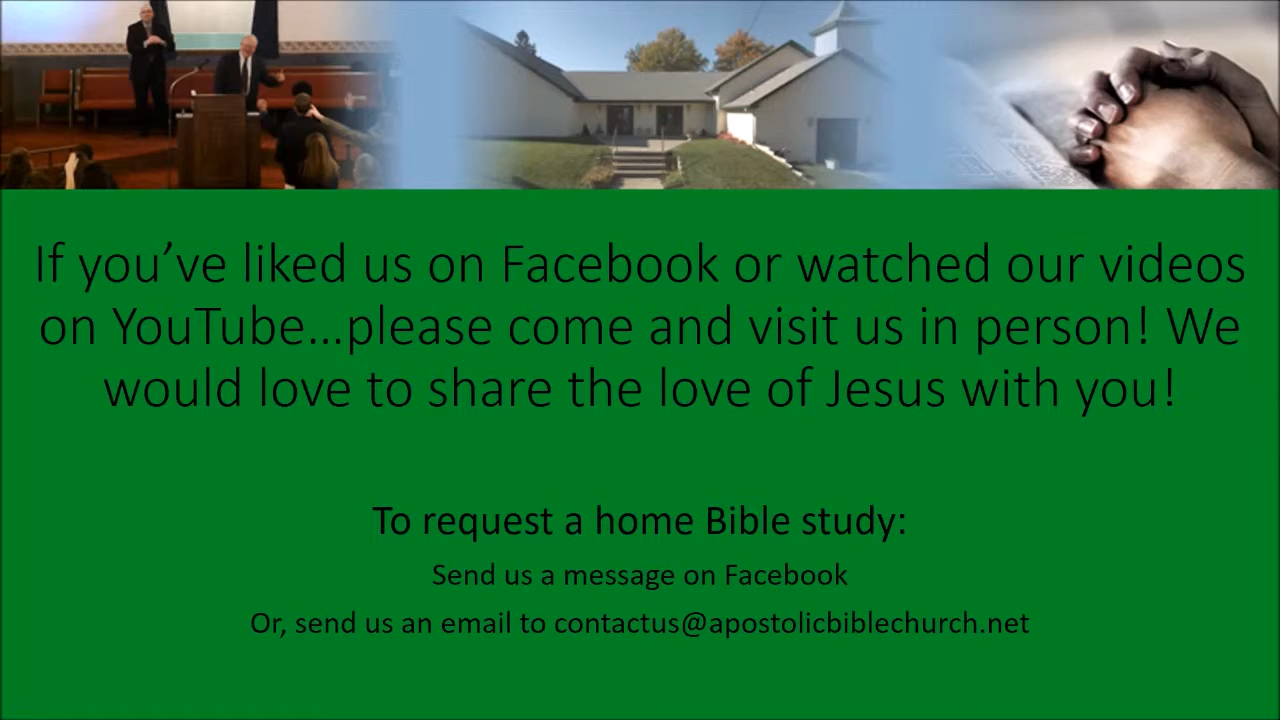 If you’ve liked us on Facebook or watched our videos
on YouTube…please come and visit us in person! We
would love to share the love of Jesus with you!
To request a home Bible study:
Send us a message on Facebook
Or, send us an email to contactus@apostolicbiblechurch.net